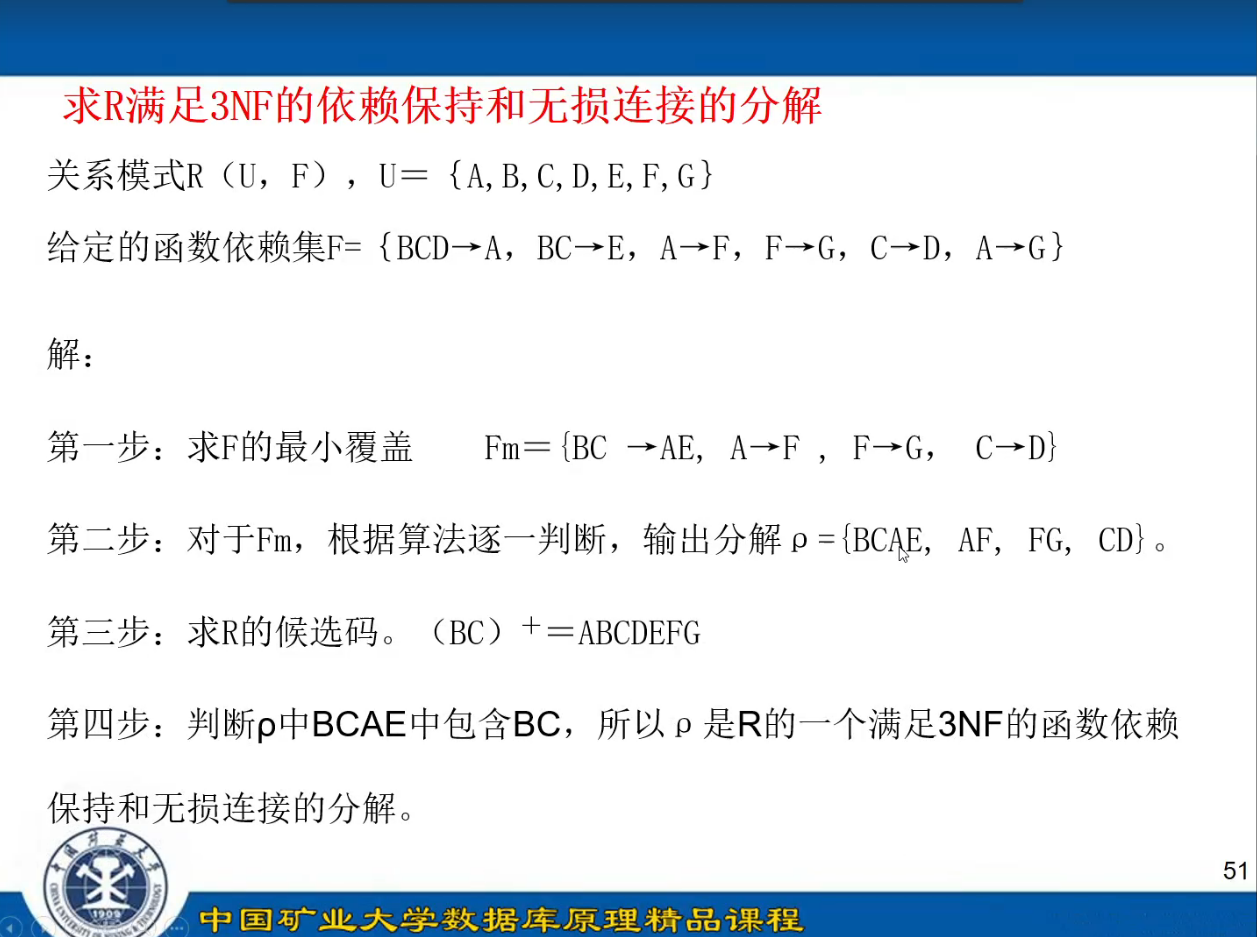 求R满足3NF的依赖保持和无损连接的分解
关系模式R（U，F），U＝｛A,B,C,D,E,F,G｝
给定的函数依赖集F=｛BCD→A，BC→E，A→F，F→G，C→D，A→G｝
解：
第一步：求F的最小覆盖 Fm＝{BC →AE, A→F , F→G， C→D}
第二步：对于Fm，根据算法逐一判断，输出分解ρ={BCAE, AF, FG, CD}。
第三步：求R的候选码。（BC）＋＝ABCDEFG
第四步：判断ρ中BCAE中包含BC，所以ρ是R的一个满足3NF的函数依赖
保持和无损连接的分解。
51
中国矿业大学
1909
中国矿业大学数据库原理精品课程